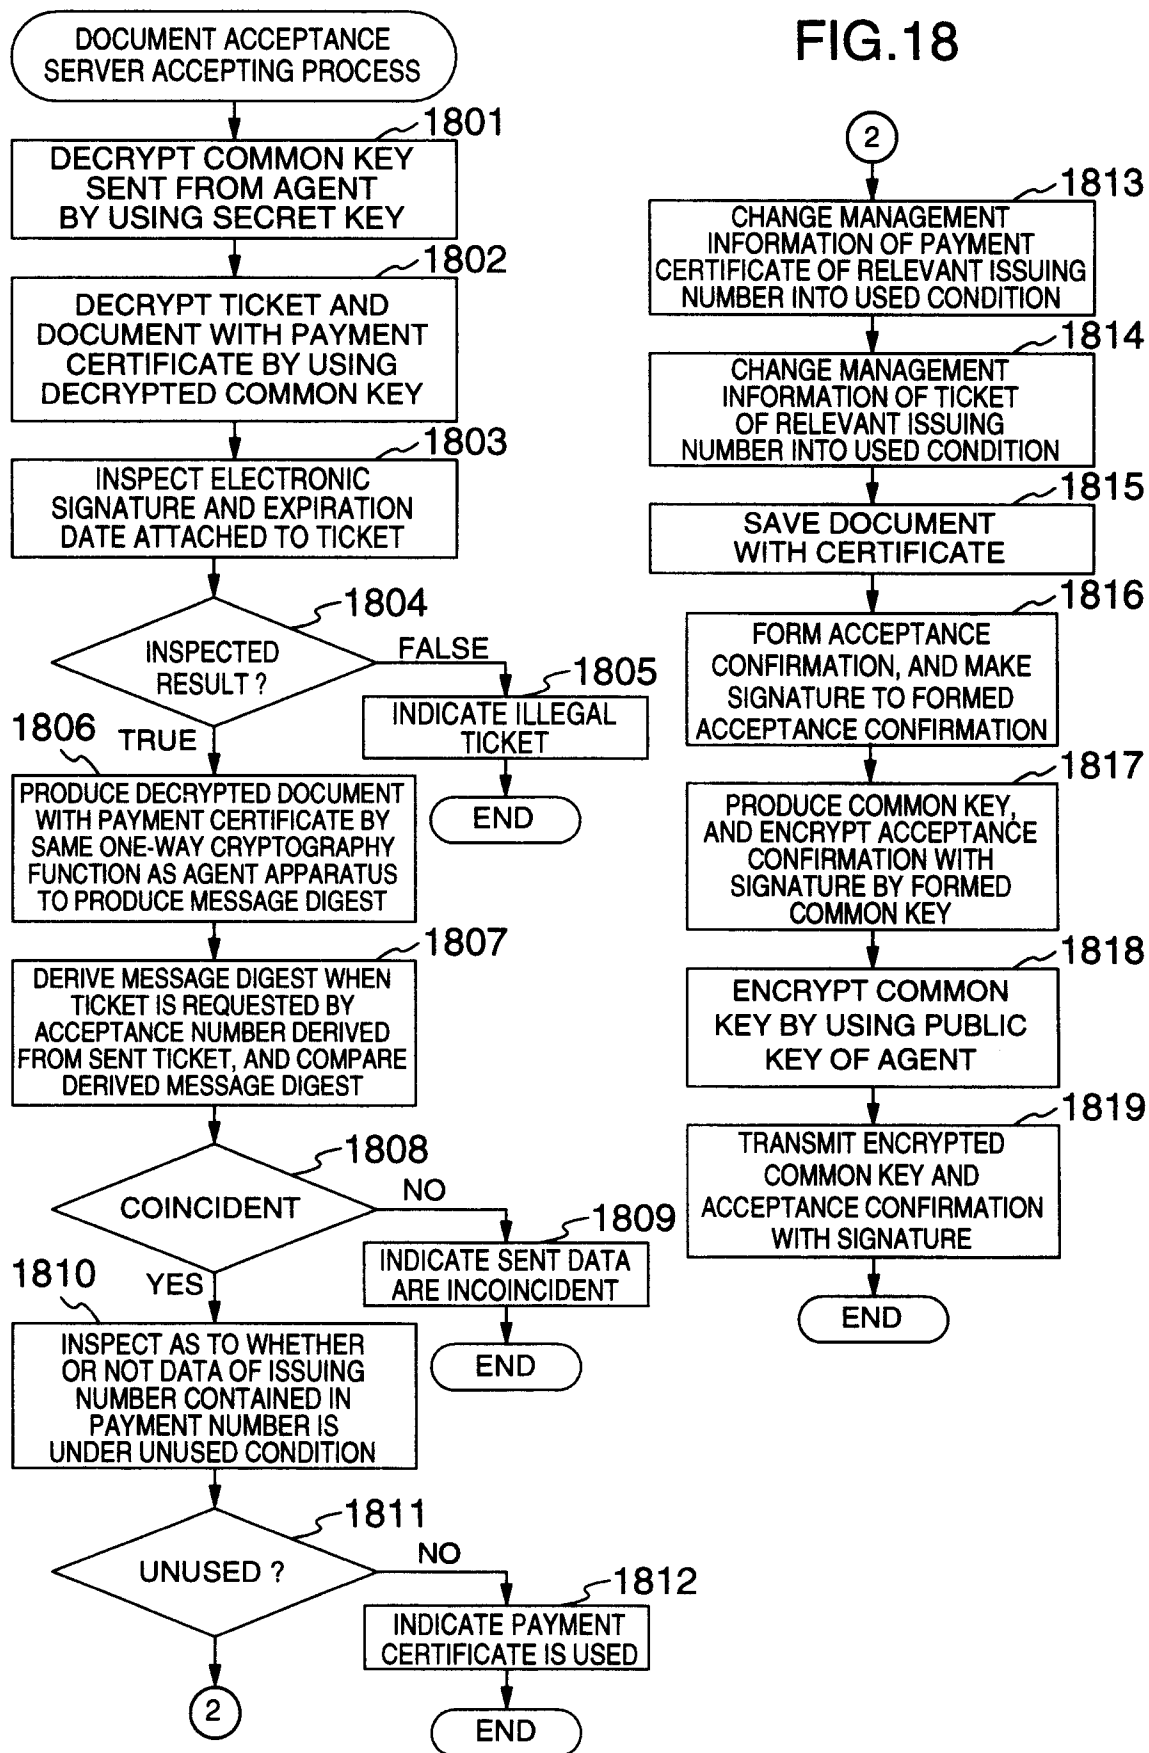 FIG.18
DOCUMENT ACCEPTANCE
SERVER ACCEPTING PROCESS
1801
DECRYPT COMMON KEY
SENT FROM AGENT
BY USING SECRET KEY
1802
DECRYPT TICKET AND
DOCUMENT WITH PAYMENT
CERTIFICATE BY USING
DECRYPTED COMMON KEY
1803
INSPECT ELECTRONIC
SIGNATURE AND EXPIRATION
DATE ATTACHED TO TICKET
1804
INSPECTED
RESULT ?
FALSE
1805
INDICATE ILLEGAL
TICKET
END
TRUE
1806
PRODUCE DECRYPTED DOCUMENT
WITH PAYMENT CERTIFICATE BY
SAME ONE-WAY CRYPTOGRAPHY
FUNCTION AS AGENT APPARATUS
TO PRODUCE MESSAGE DIGEST
1807
DERIVE MESSAGE DIGEST WHEN
TICKET IS REQUESTED BY
ACCEPTANCE NUMBER DERIVED
FROM SENT TICKET, AND COMPARE
DERIVED MESSAGE DIGEST
1808
COINCIDENT
NO
1809
INDICATE SENT DATA
ARE INCOINCIDENT
END
YES
1810
INSPECT AS TO WHETHER
OR NOT DATA OF ISSUING
NUMBER CONTAINED IN
PAYMENT NUMBER IS
UNDER UNUSED CONDITION
1811
UNUSED ?
NO
1812
INDICATE PAYMENT
CERTIFICATE IS USED
END
2
2
1813
CHANGE MANAGEMENT
INFORMATION OF PAYMENT
CERTIFICATE OF RELEVANT ISSUING
NUMBER INTO USED CONDITION
1814
CHANGE MANAGEMENT
INFORMATION OF TICKET
OF RELEVANT ISSUING
NUMBER INTO USED CONDITION
1815
SAVE DOCUMENT
WITH CERTIFICATE
1816
FORM ACCEPTANCE
CONFIRMATION, AND MAKE
SIGNATURE TO FORMED
ACCEPTANCE CONFIRMATION
1817
PRODUCE COMMON KEY,
AND ENCRYPT ACCEPTANCE
CONFIRMATION WITH
SIGNATURE BY FORMED
COMMON KEY
1818
ENCRYPT COMMON
KEY BY USING PUBLIC
KEY OF AGENT
1819
TRANSMIT ENCRYPTED
COMMON KEY AND
ACCEPTANCE CONFIRMATION
WITH SIGNATURE
END